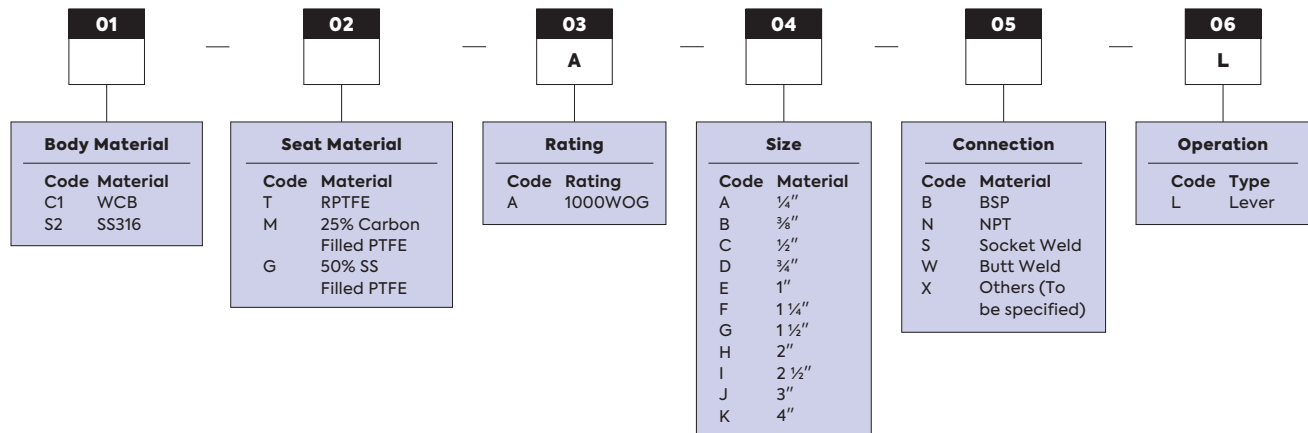 01 — 02 — 03 — 04 — 05 — 06
A L
Body Material
Code Material
C1 WCB
S2 SS316
Seat Material
Code Material
T RPTFE
M 25% Carbon
Filled PTFE
G 50% SS
Filled PTFE
Rating
Code Rating
A 1000WOG
Size
Code Material
A ¼"
B ⅜"
C ½"
D ¾"
E 1"
F 1 ¼"
G 1 ½"
H 2"
I 2 ½"
J 3"
K 4"
Connection
Code Material
B BSP
N NPT
S Socket Weld
W Butt Weld
X Others (To
be specified)
Operation
Code Type
L Lever